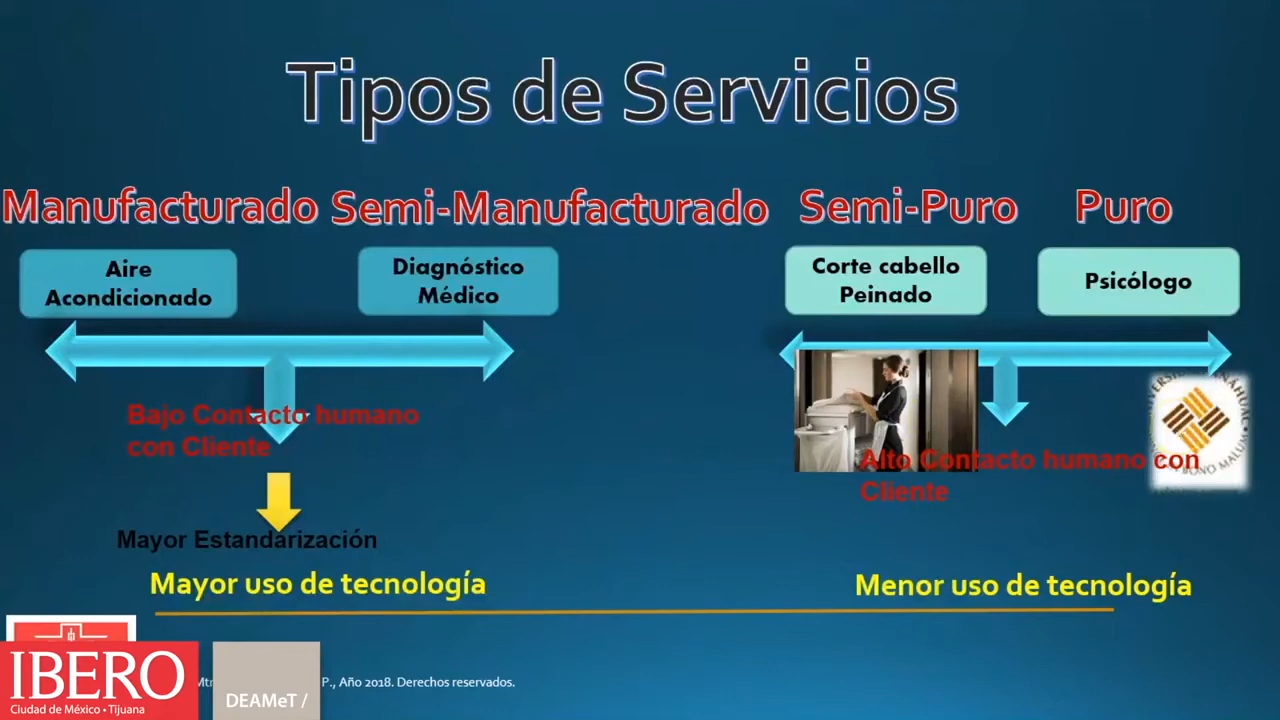 Tipos de Servicios
Manufacturado Semi-Manufacturado Semi-Puro Puro
Aire
Acondicionado
Diagnóstico
Médico
Corte cabello
Peinado
Psicólogo
Bajo Contacto humano
con Cliente
Alto Contacto humano con
Cliente
BONO MALUM
Mayor Estandarización
Mayor uso de tecnología
Menor uso de tecnología
P., Año 2018. Derechos reservados.
IBERO
Ciudad de México • Tijuana
DEAMeT /